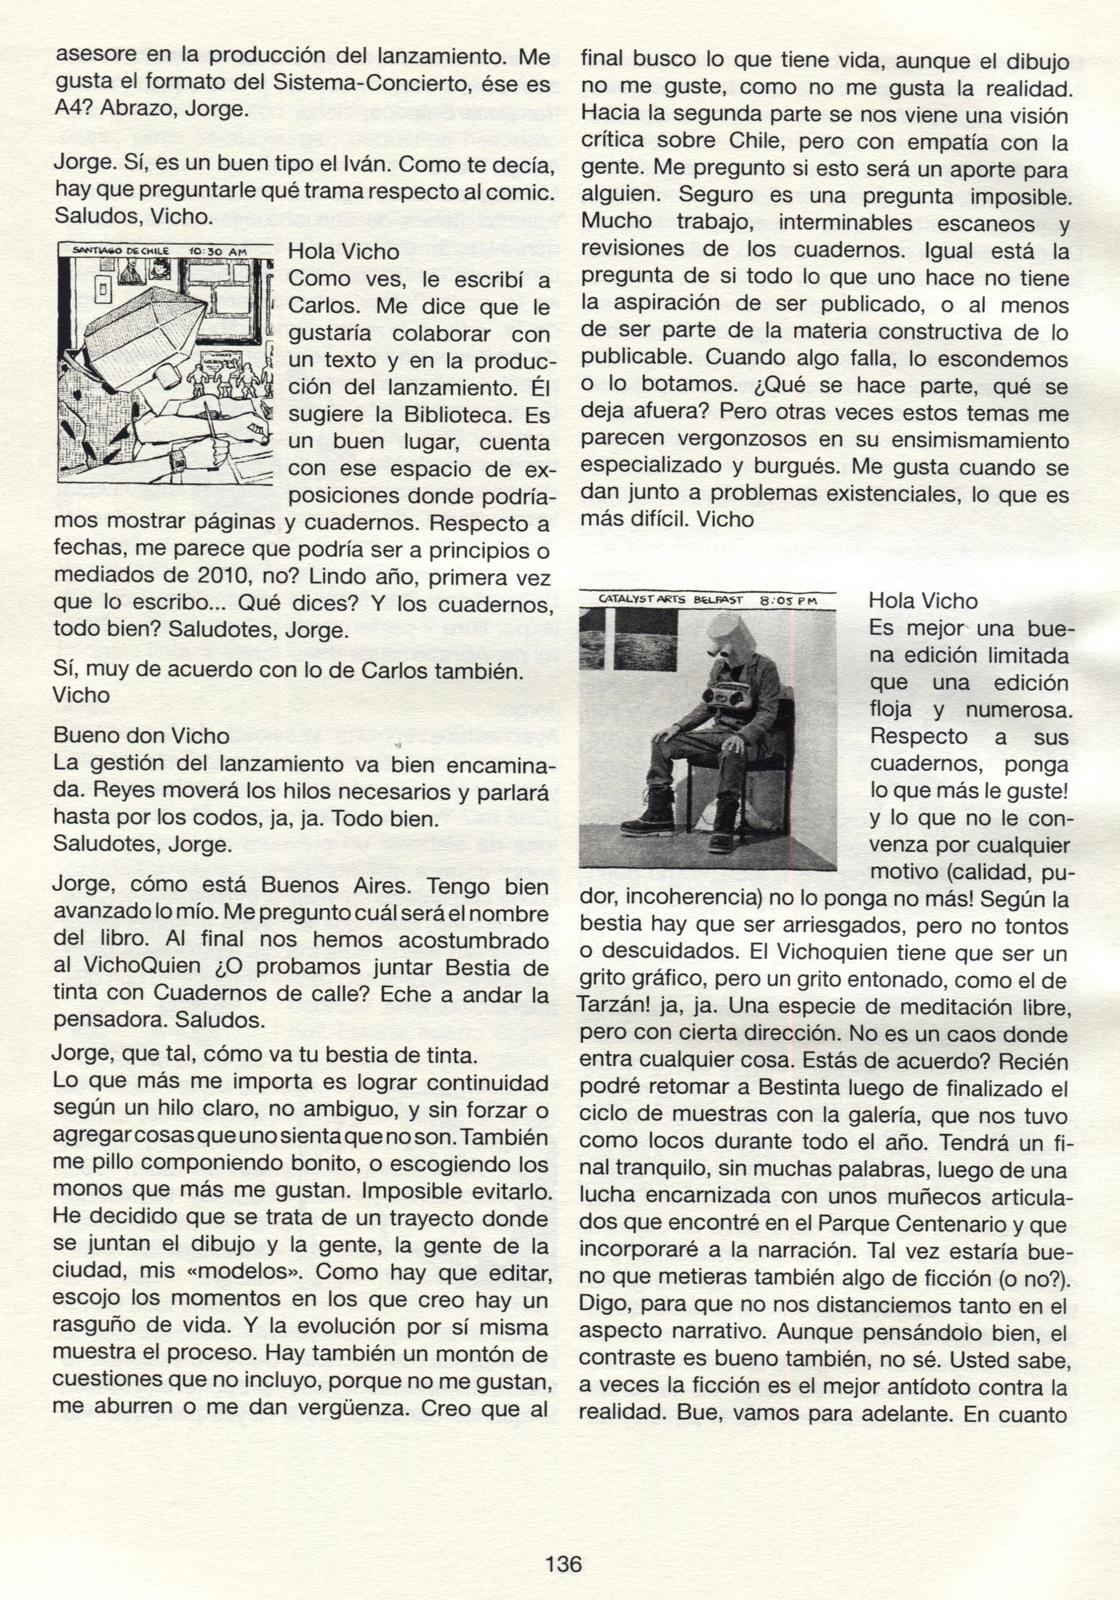 asesore en la producción del lanzamiento. Me
gusta el formato del Sistema-Concierto, ése es
A4? Abrazo, Jorge.
Jorge. Sí, es un buen tipo el Iván. Como te decía,
hay que preguntarle qué trama respecto al comic.
Saludos, Vicho.
SANTIAGO DE CHILE 10:30 AM
Hola Vicho
Como ves, le escribí a
Carlos. Me dice que le
gustaría colaborar con
un texto y en la produc-
ción del lanzamiento. Él
sugiere la Biblioteca. Es
un buen lugar, cuenta
con ese espacio de ex-
posiciones donde podría-
mos mostrar páginas y cuadernos. Respecto a
fechas, me parece que podría ser a principios o
mediados de 2010, no? Lindo año, primera vez
que lo escribo... Qué dices? Y los cuadernos,
todo bien? Saludotes, Jorge.
Sí, muy de acuerdo con lo de Carlos también.
Vicho
Bueno don Vicho
La gestión del lanzamiento va bien encamina-
da. Reyes moverá los hilos necesarios y parlará
hasta por los codos, ja, ja. Todo bien.
Saludotes, Jorge.
Jorge, cómo está Buenos Aires. Tengo bien
avanzado lo mío. Me pregunto cuál será el nombre
del libro. Al final nos hemos acostumbrado
al VichoQuien ¿O probamos juntar Bestia de
tinta con Cuadernos de calle? Eche a andar la
pensadora. Saludos.
Jorge, que tal, cómo va tu bestia de tinta.
Lo que más me importa es lograr continuidad
según un hilo claro, no ambiguo, y sin forzar o
agregar cosas que uno sienta que no son. También
me pillo componiendo bonito, o escogiendo los
monos que más me gustan. Imposible evitarlo.
He decidido que se trata de un trayecto donde
se juntan el dibujo y la gente, la gente de la
ciudad, mis «modelos». Como hay que editar,
escojo los momentos en los que creo hay un
rasguño de vida. Y la evolución por sí misma
muestra el proceso. Hay también un montón de
cuestiones que no incluyo, porque no me gustan,
me aburren o me dan vergüenza. Creo que al
final busco lo que tiene vida, aunque el dibujo
no me guste, como no me gusta la realidad.
Hacia la segunda parte se nos viene una visión
crítica sobre Chile, pero con empatía con la
gente. Me pregunto si esto será un aporte para
alguien. Seguro es una pregunta imposible.
Mucho trabajo, interminables escaneos y
revisiones de los cuadernos. Igual está la
pregunta de si todo lo que uno hace no tiene
la aspiración de ser publicado, o al menos
de ser parte de la materia constructiva de lo
publicable. Cuando algo falla, lo escondemos
o lo botamos. ¿Qué se hace parte, qué se
deja afuera? Pero otras veces estos temas me
parecen vergonzosos en su ensimismamiento
especializado y burgués. Me gusta cuando se
dan junto a problemas existenciales, lo que es
más difícil. Vicho
CATALYST ARTS BELFAST 8:05 PM
Hola Vicho
Es mejor una bue-
na edición limitada
que una edición
floja y numerosa.
Respecto a sus
cuadernos, ponga
lo que más le guste!
y lo que no le con-
venza por cualquier
motivo (calidad, pu-
dor, incoherencia) no lo ponga no más! Según la
bestia hay que ser arriesgados, pero no tontos
o descuidados. El Vichoquien tiene que ser un
grito gráfico, pero un grito entonado, como el de
Tarzán! ja, ja. Una especie de meditación libre,
pero con cierta dirección. No es un caos donde
entra cualquier cosa. Estás de acuerdo? Recién
podré retomar a Bestinta luego de finalizado el
ciclo de muestras con la galería, que nos tuvo
como locos durante todo el año. Tendrá un fi-
nal tranquilo, sin muchas palabras, luego de una
lucha encarnizada con unos muñecos articula-
dos que encontré en el Parque Centenario y que
incorporaré a la narración. Tal vez estaría bue-
no que metieras también algo de ficción (o no?).
Digo, para que no nos distanciemos tanto en el
aspecto narrativo. Aunque pensándolo bien, el
contraste es bueno también, no sé. Usted sabe,
a veces la ficción es el mejor antídoto contra la
realidad. Bue, vamos para adelante. En cuanto
136